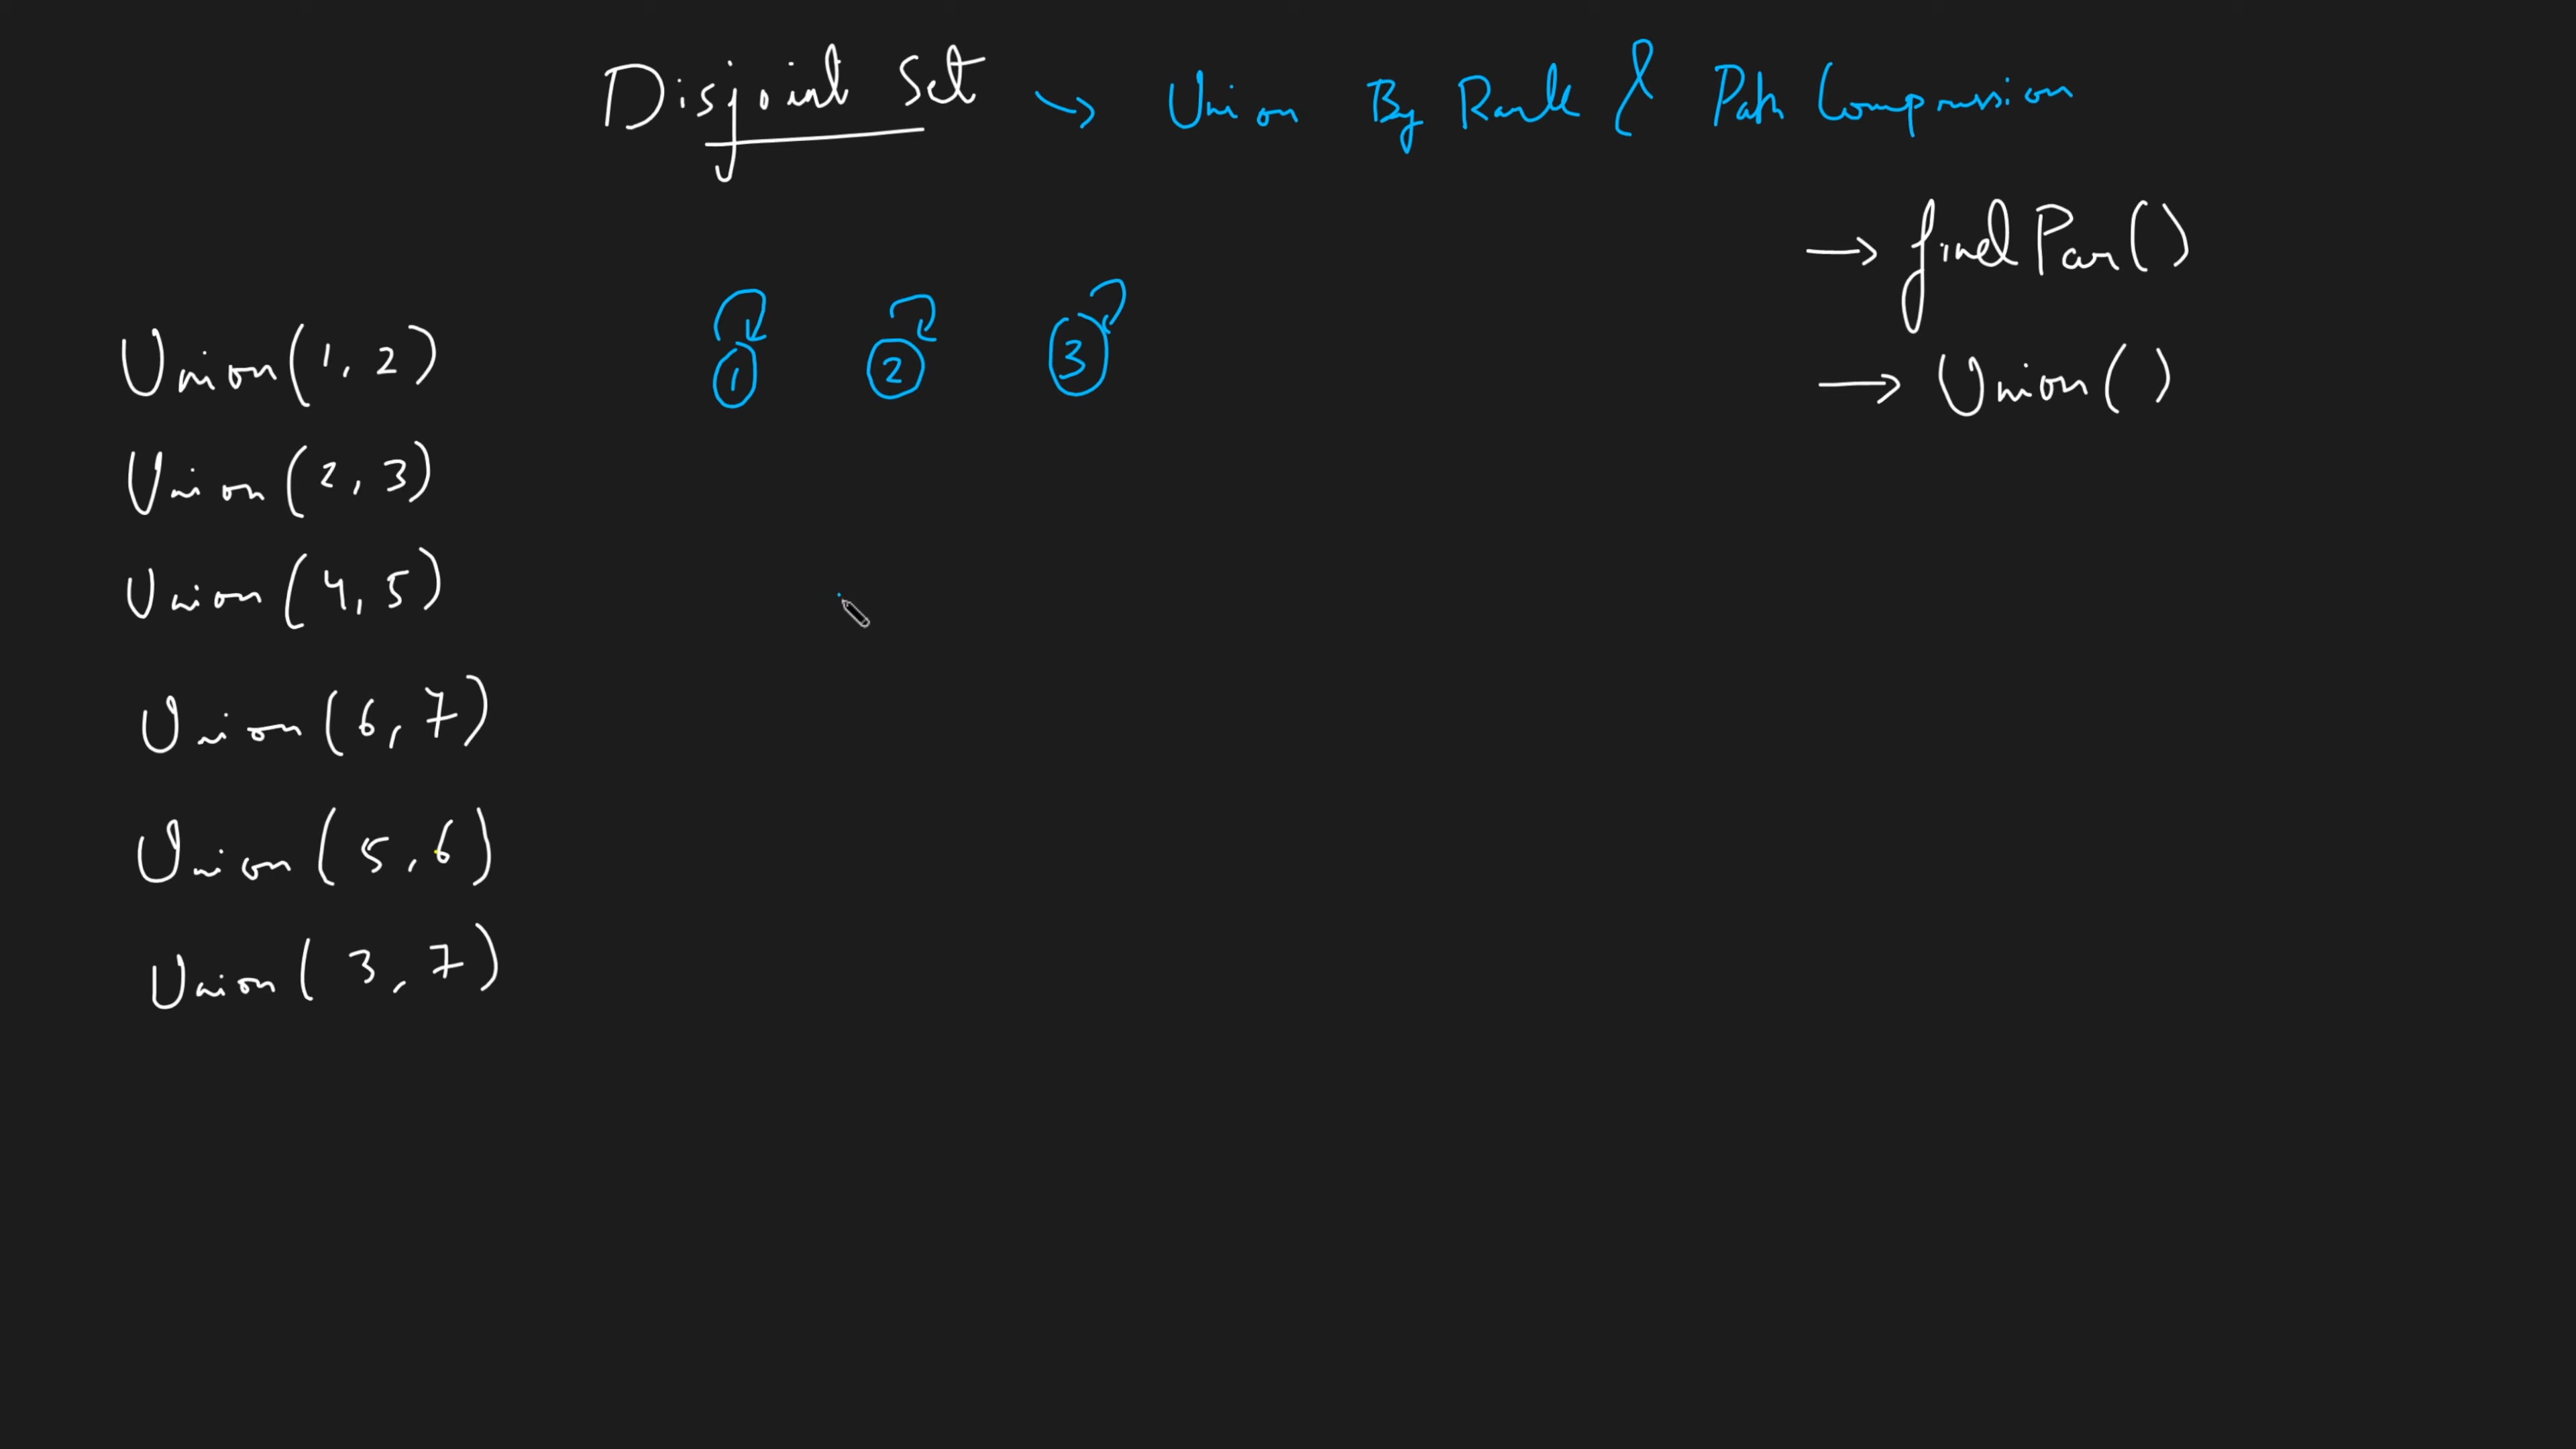 Disjoint Set → Union By Rank & Path Compression
→ findPar()
Union(1, 2)
1 2 3
→ Union()
Union(2, 3)
Union(4, 5)
Union(6, 7)
Union(5, 6)
Union(3, 7)